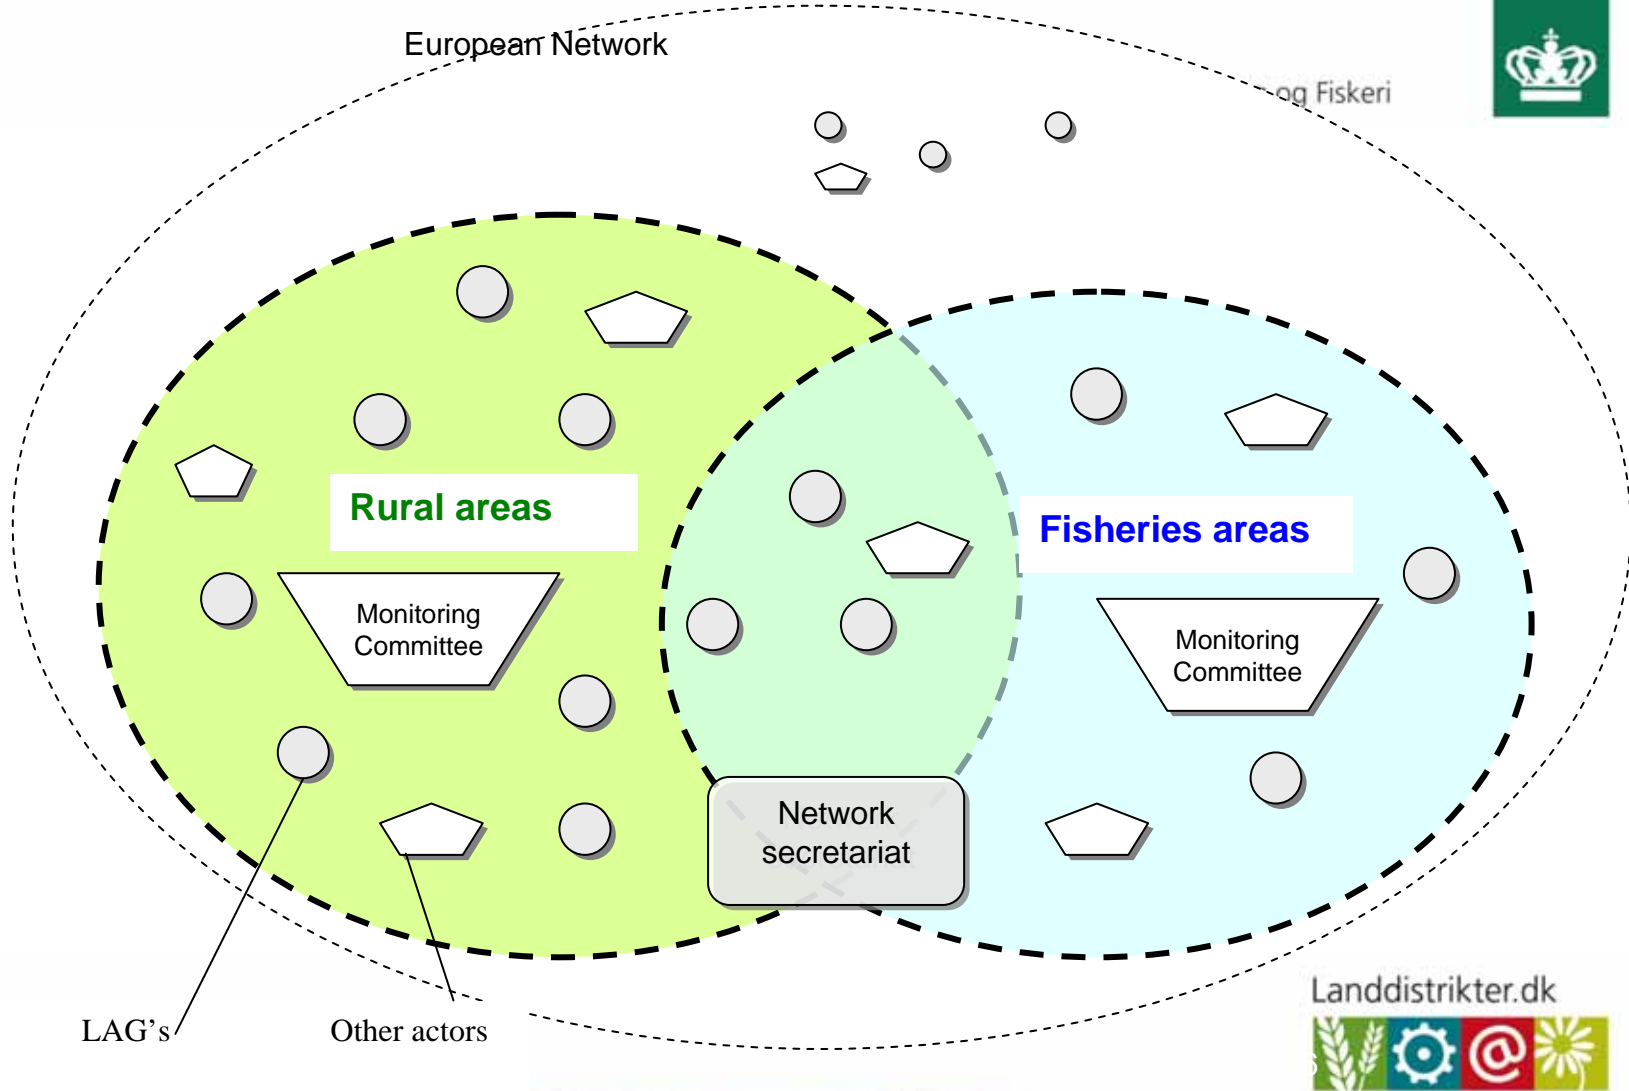 European Network
og Fiskeri
Rural areas
Fisheries areas
Monitoring
Committee
Monitoring
Committee
Network
secretariat
Landdistrikter.dk
LAG's
Other actors
@